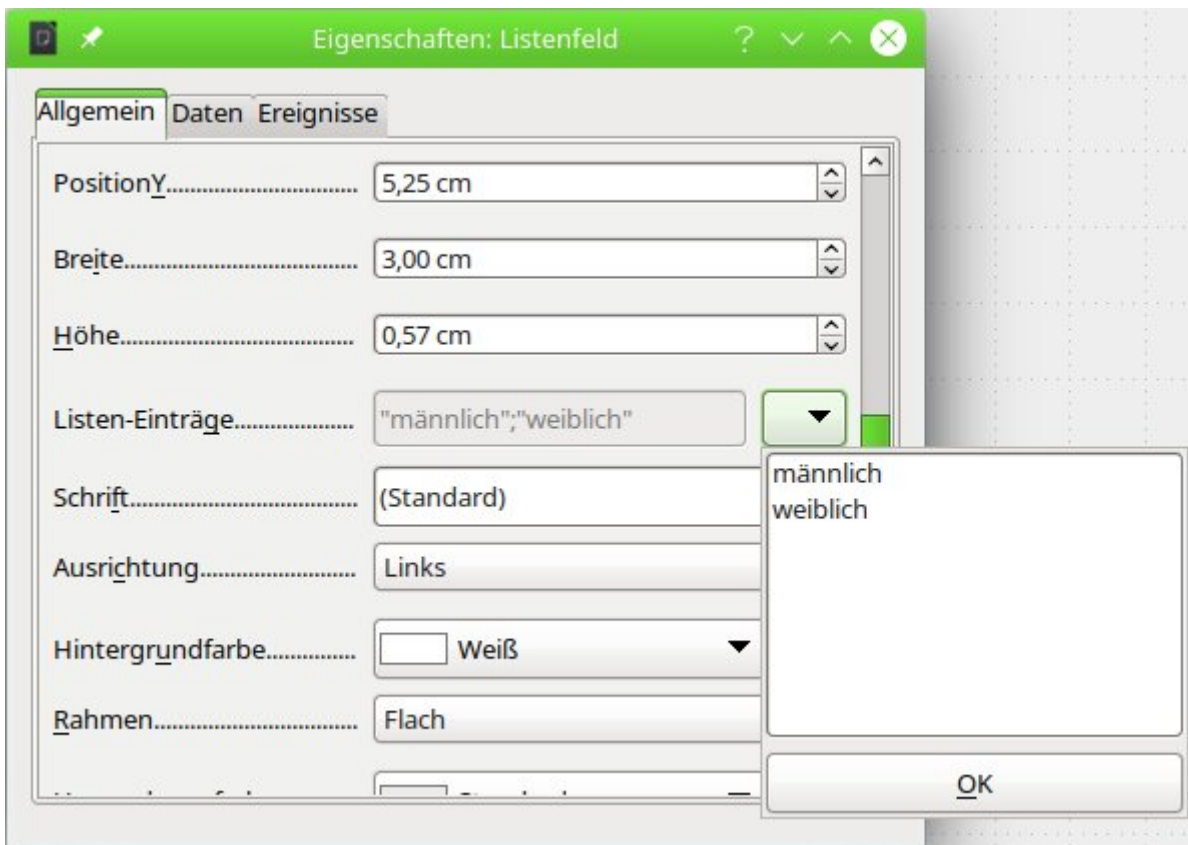 Eigenschaften: Listenfeld
Allgemein Daten Ereignisse
PositionY 5,25 cm
Breite 3,00 cm
Höhe 0,57 cm
Listen-Einträge "männlich";"weiblich"
männlich
weiblich
Schrift (Standard)
Ausrichtung Links
Hintergrundfarbe Weiß
Rahmen Flach
OK